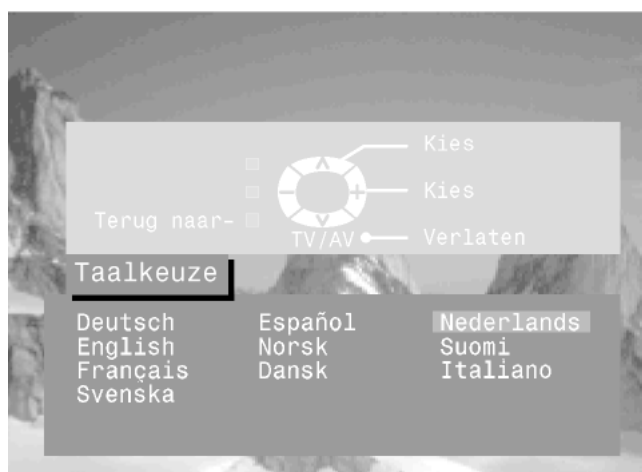 Kies
Kies
Terug naar-
TV/AV
Verlaten
Taalkeuze
Deutsch Español Nederlands
English Norsk Suomi
Français Dansk Italiano
Svenska